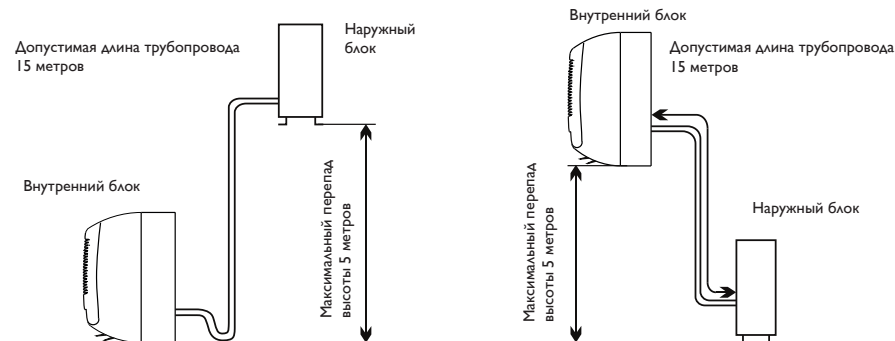 Допустимая длина трубопровода
15 метров
Наружный
блок
Внутренний блок
Максимальный перепад
высоты 5 метров
Внутренний блок
Допустимая длина трубопровода
15 метров
Максимальный перепад
высоты 5 метров
Наружный блок